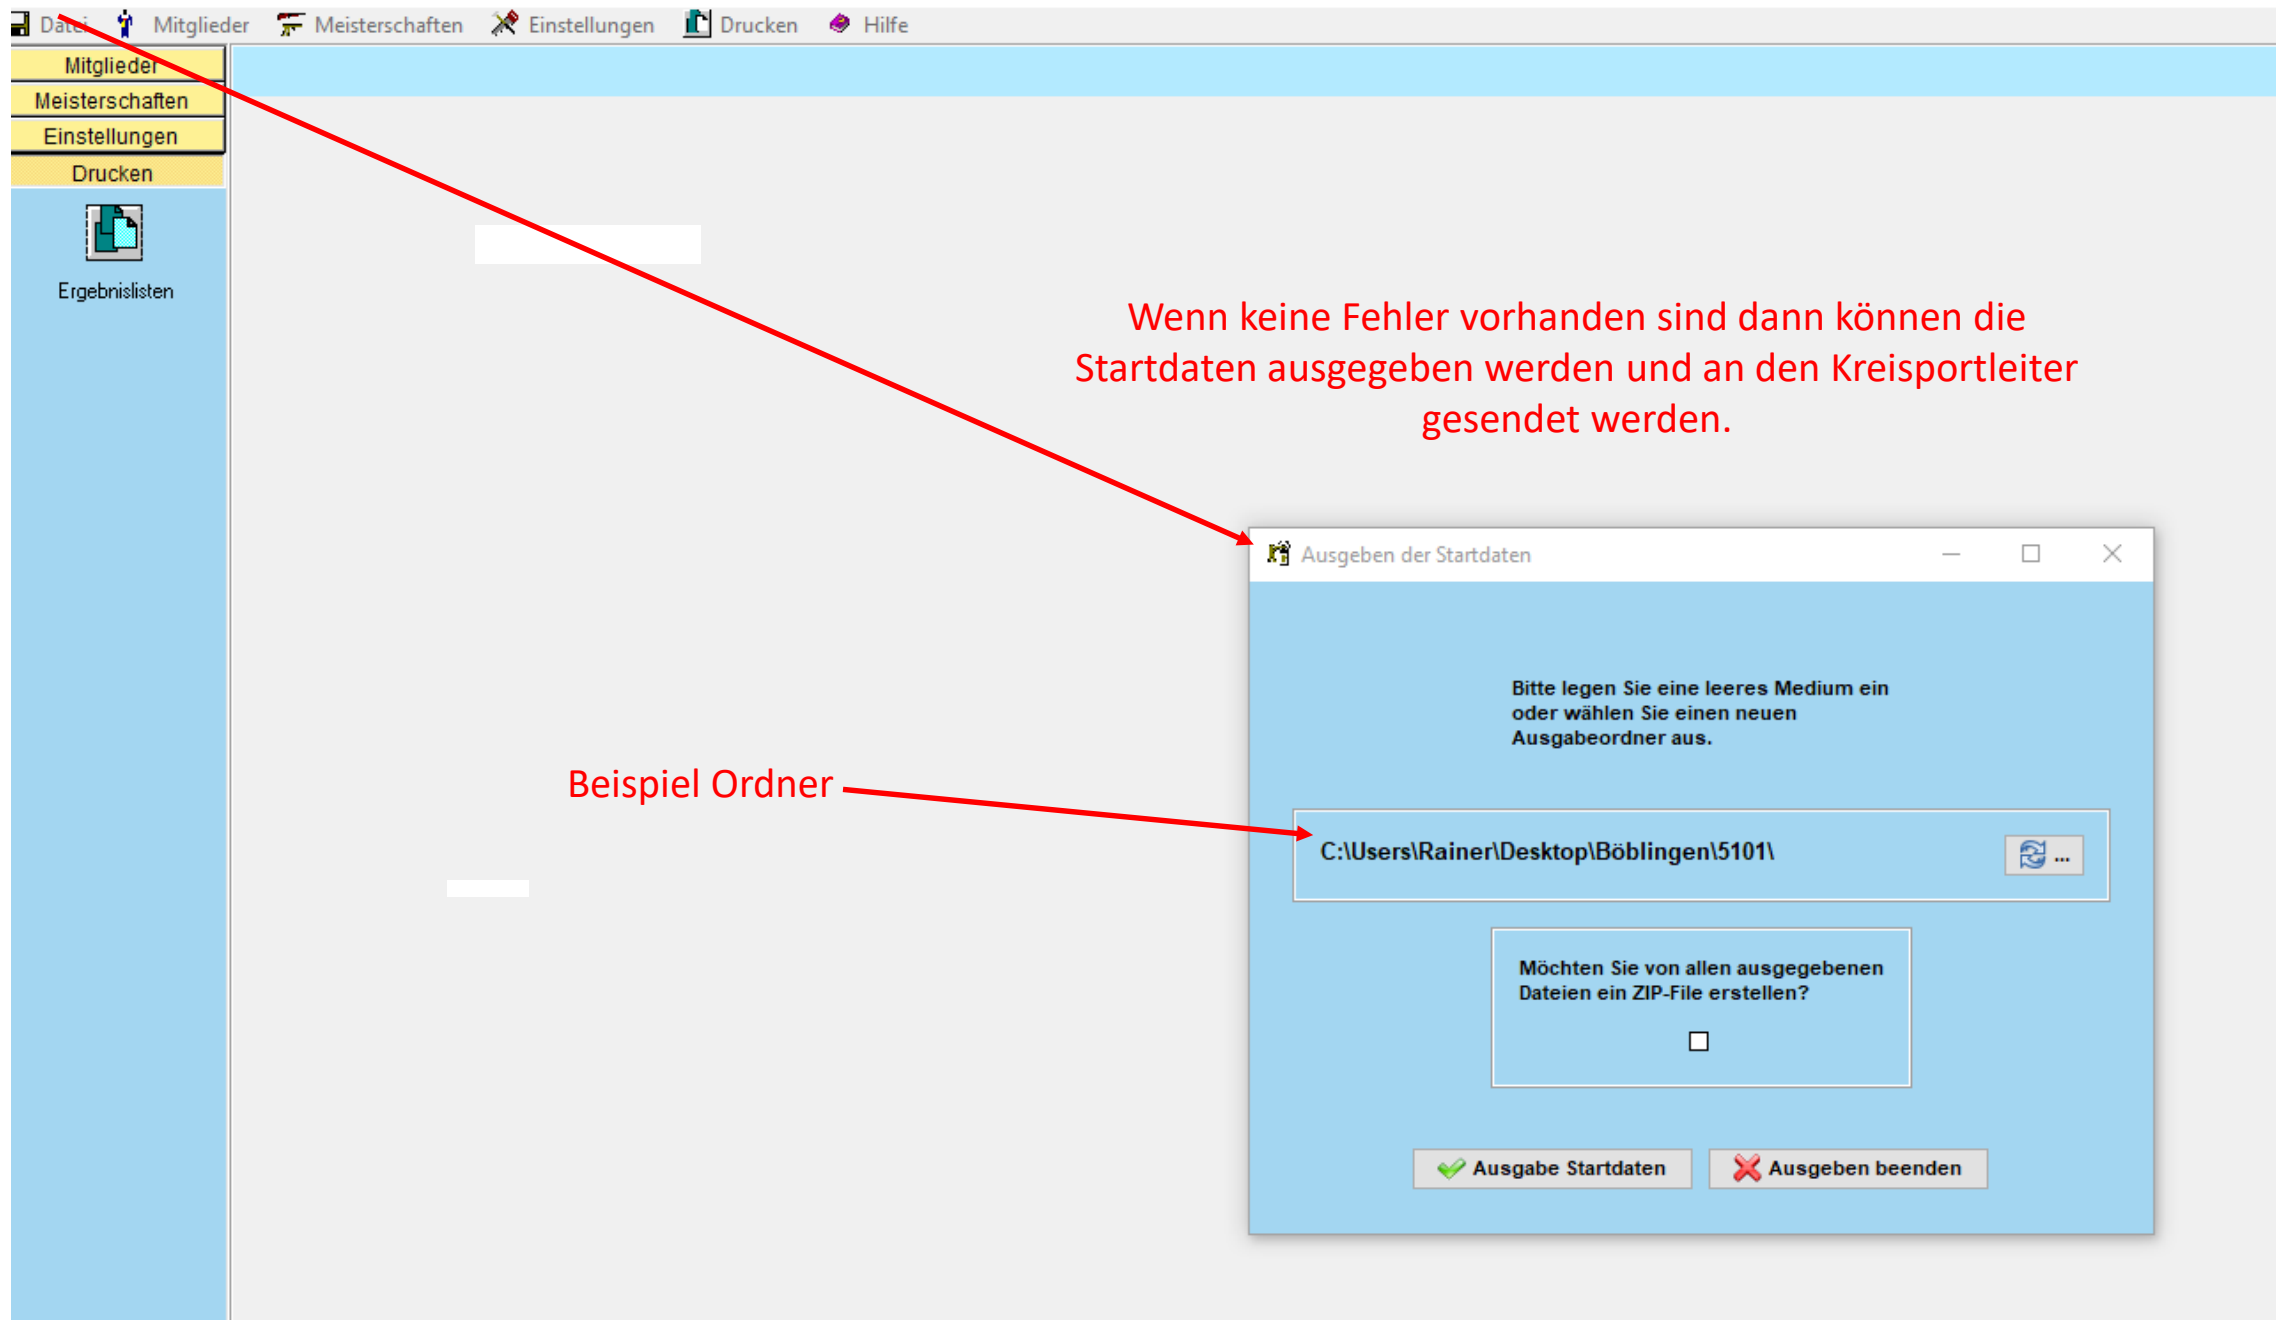 Datei Mitglieder Meisterschaften Einstellungen Drucken Hilfe
Mitglieder
Meisterschaften
Einstellungen
Drucken
Ergebnislisten
Wenn keine Fehler vorhanden sind dann können die
Startdaten ausgegeben werden und an den Kreisportleiter
gesendet werden.
Ausgeben der Startdaten
Bitte legen Sie eine leeres Medium ein
oder wählen Sie einen neuen
Ausgabeordner aus.
Beispiel Ordner
C:\Users\Rainer\Desktop\Böblingen\5101\
...
Möchten Sie von allen ausgegebenen
Dateien ein ZIP-File erstellen?
Ausgabe Startdaten Ausgeben beenden